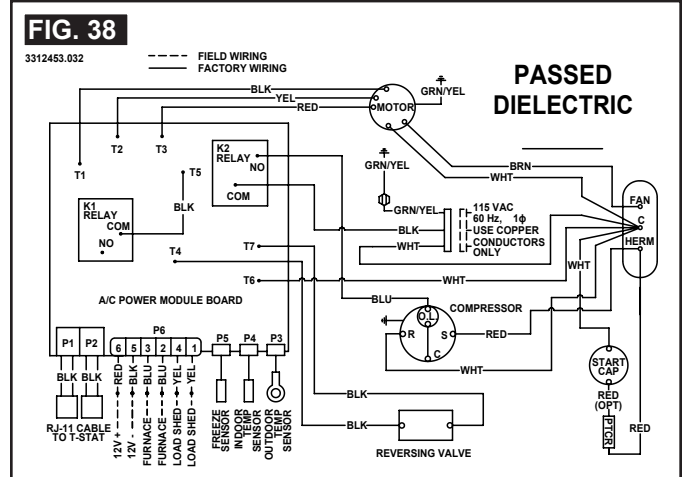 FIG. 38
3312453.032
FIELD WIRING
FACTORY WIRING
PASSED
DIELECTRIC
BLK
YEL
RED
MOTOR
GRN/YEL
T1
T2
T3
T5
K2
RELAY
NO
COM
K1
RELAY
COM
NO
BLK
T4
T7
T6
A/C POWER MODULE BOARD
GRN/YEL
GRN/YEL
BLK
WHT
115 VAC
60 Hz, 1ϕ
USE COPPER
CONDUCTORS
ONLY
BRN
WHT
FAN
C
HERM
WHT
WHT
BLU
COMPRESSOR
O.L.
R
S
C
RED
WHT
START
CAP
RED
(OPT)
PTCR
RED
BLK
BLK
REVERSING VALVE
P1
P2
P6
6
5
3
2
4
1
P5
P4
P3
BLK
BLK
RJ-11 CABLE
TO T-STAT
RED
BLK
BLU
BLU
YEL
YEL
12V +
12V -
FURNACE
FURNACE
LOAD SHED
LOAD SHED
FREEZE
SENSOR
INDOOR
TEMP
SENSOR
OUTDOOR
TEMP
SENSOR